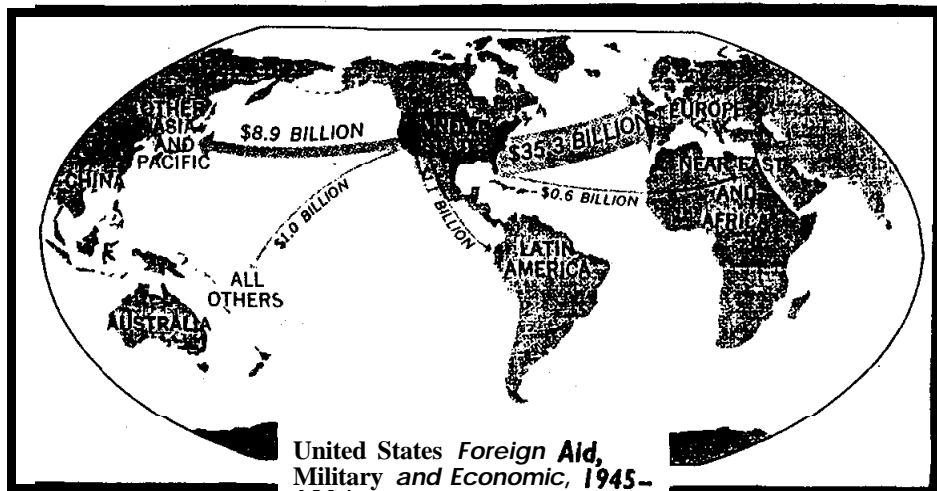 OTHER
ASIA
AND
PACIFIC
CHINA
$8.9 BILLION
$1.0 BILLION
ALL
OTHERS
AUSTRALIA
UNITED
BILLION
LATIN
AMERICA
$35.3 BILLION
$0.6 BILLION
EUROPE
NEAR EAST
AND
AFRICA
United States Foreign Aid,
Military and Economic, 1945–